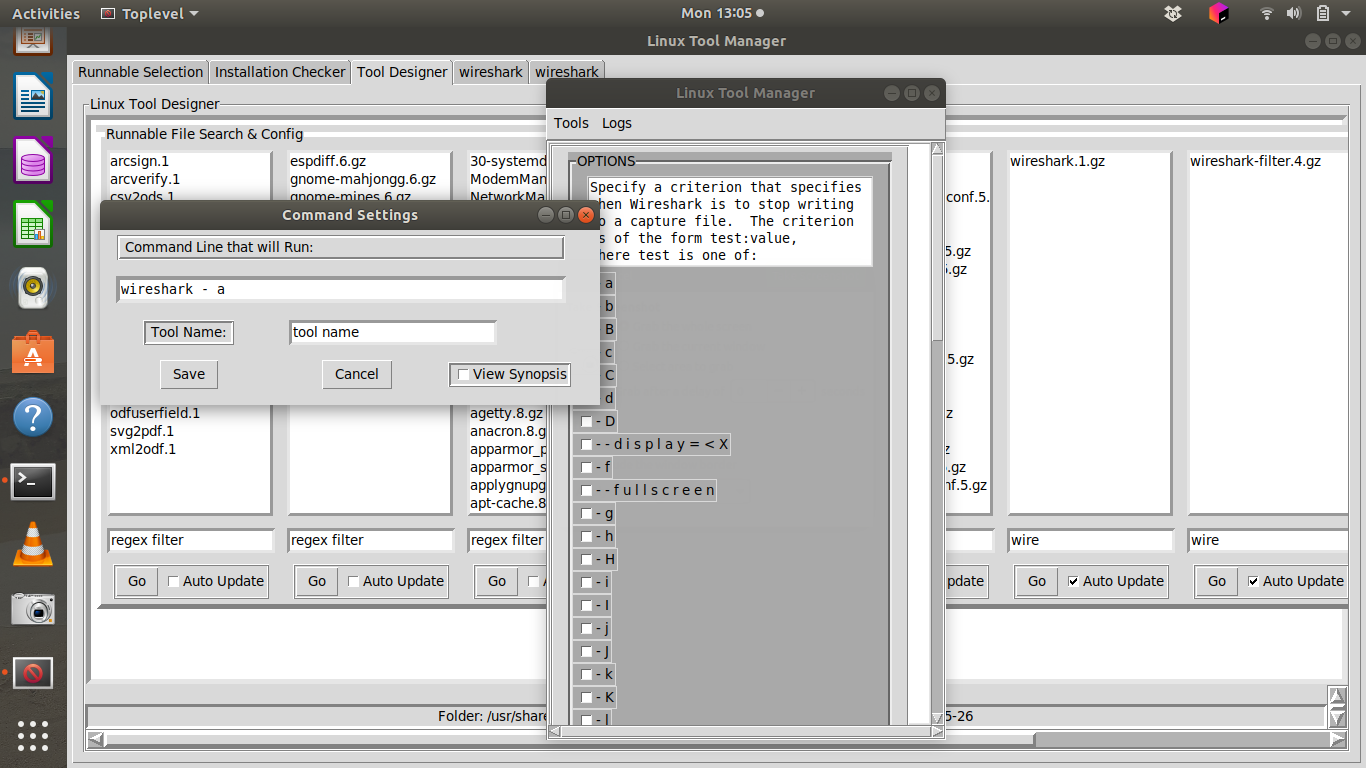 Activities
Toplevel
Mon 13:05
Linux Tool Manager
Runnable Selection
Installation Checker
Tool Designer
wireshark
wireshark
Linux Tool Designer
Runnable File Search & Config
arcsign.1
arcverify.1
csv2ods.1
odfuserfield.1
svg2pdf.1
xml2odf.1
espdiff.6.gz
gnome-mahjongg.6.gz
gnome-mines.6.gz
30-systemd
ModemMan
NetworkMa
agetty.8.gz
anacron.8.g
apparmor_p
apparmor_s
applygnupg
apt-cache.8
conf.5.
5.gz
.gz
5.gz
z
z
.gz
nf.5.gz
wireshark.1.gz
wireshark-filter.4.gz
regex filter
regex filter
regex filter
wire
wire
Go
Auto Update
Go
Auto Update
Go
pdate
Go
Auto Update
Go
Auto Update
Folder: /usr/share
5-26
Command Settings
Command Line that will Run:
wireshark - a
Tool Name:
tool name
Save
Cancel
View Synopsis
Linux Tool Manager
Tools
Logs
OPTIONS
Specify a criterion that specifies
hen Wireshark is to stop writing
o a capture file. The criterion
s of the form test:value,
here test is one of:
a
b
B
c
C
d
- D
- - d i s p l a y = < X
- f
- - f u l l s c r e e n
- g
- h
- H
- i
- I
- j
- J
- k
- K
- l